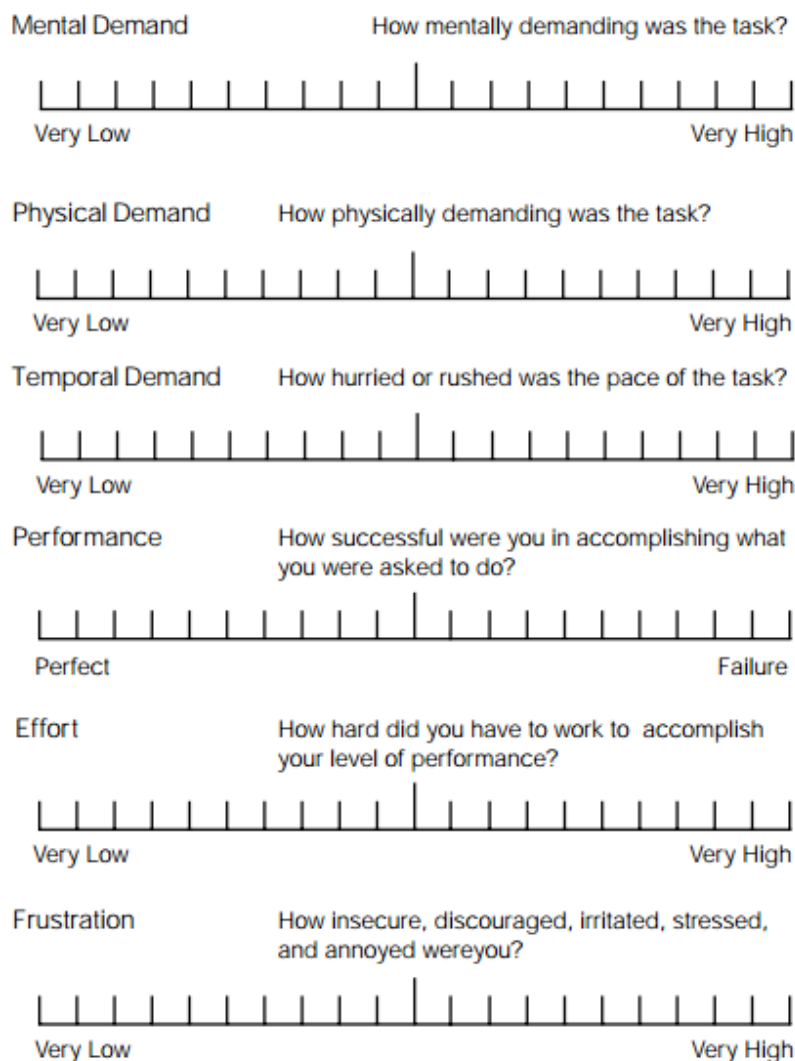 Mental Demand How mentally demanding was the task?
Very Low Very High
Physical Demand How physically demanding was the task?
Very Low Very High
Temporal Demand How hurried or rushed was the pace of the task?
Very Low Very High
Performance How successful were you in accomplishing what
you were asked to do?
Perfect Failure
Effort How hard did you have to work to accomplish
your level of performance?
Very Low Very High
Frustration How insecure, discouraged, irritated, stressed,
and annoyed wereyou?
Very Low Very High